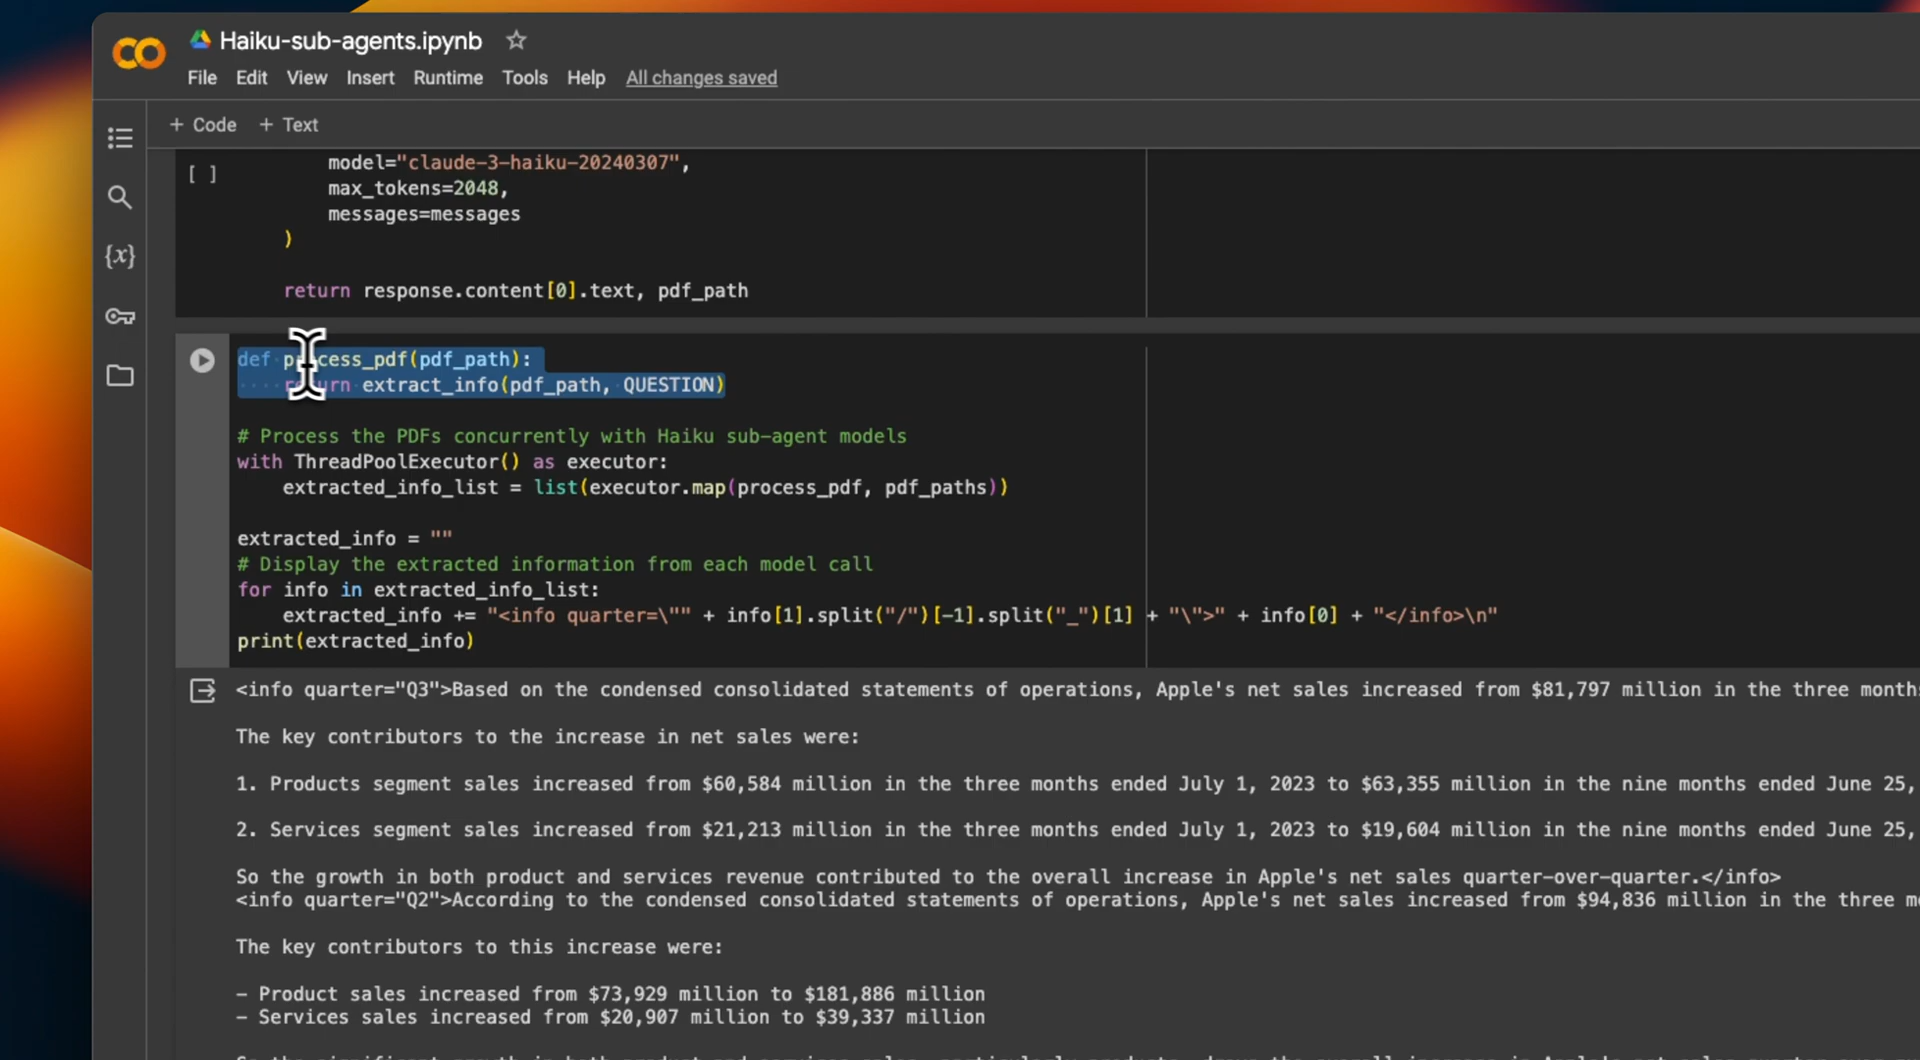 Haiku-sub-agents.ipynb
File Edit View Insert Runtime Tools Help All changes saved
+ Code + Text
[ ]
model="claude-3-haiku-20240307",
max_tokens=2048,
messages=messages
)
return response.content[0].text, pdf_path
def process_pdf(pdf_path):
return extract_info(pdf_path, QUESTION)
# Process the PDFs concurrently with Haiku sub-agent models
with ThreadPoolExecutor() as executor:
extracted_info_list = list(executor.map(process_pdf, pdf_paths))
extracted_info = ""
# Display the extracted information from each model call
for info in extracted_info_list:
extracted_info += "<info quarter=\"" + info[1].split("/")[-1].split("_")[1] + "\">" + info[0] + "</info>\n"
print(extracted_info)
<info quarter="Q3">Based on the condensed consolidated statements of operations, Apple's net sales increased from $81,797 million in the three months
The key contributors to the increase in net sales were:
1. Products segment sales increased from $60,584 million in the three months ended July 1, 2023 to $63,355 million in the nine months ended June 25,
2. Services segment sales increased from $21,213 million in the three months ended July 1, 2023 to $19,604 million in the nine months ended June 25,
So the growth in both product and services revenue contributed to the overall increase in Apple's net sales quarter-over-quarter.</info>
<info quarter="Q2">According to the condensed consolidated statements of operations, Apple's net sales increased from $94,836 million in the three
The key contributors to this increase were:
– Product sales increased from $73,929 million to $181,886 million
– Services sales increased from $20,907 million to $39,337 million